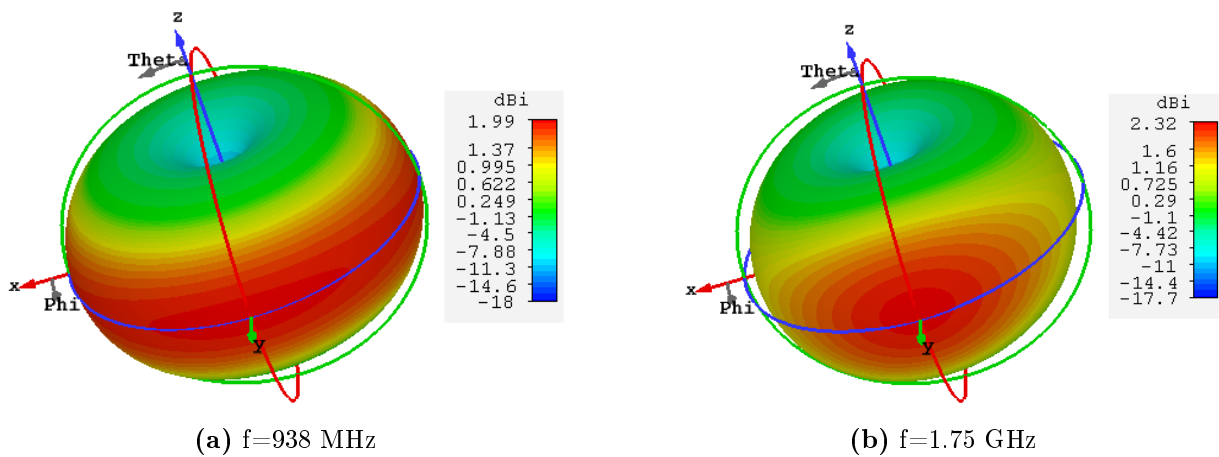 z
Theta
x
Phi
y
dBi
1.99
1.37
0.995
0.622
0.249
-1.13
-4.5
-7.88
-11.3
-14.6
-18
(a) f=938 MHz
z
Theta
x
Phi
y
dBi
2.32
1.6
1.16
0.725
0.29
-1.1
-4.42
-7.73
-11
-14.4
-17.7
(b) f=1.75 GHz